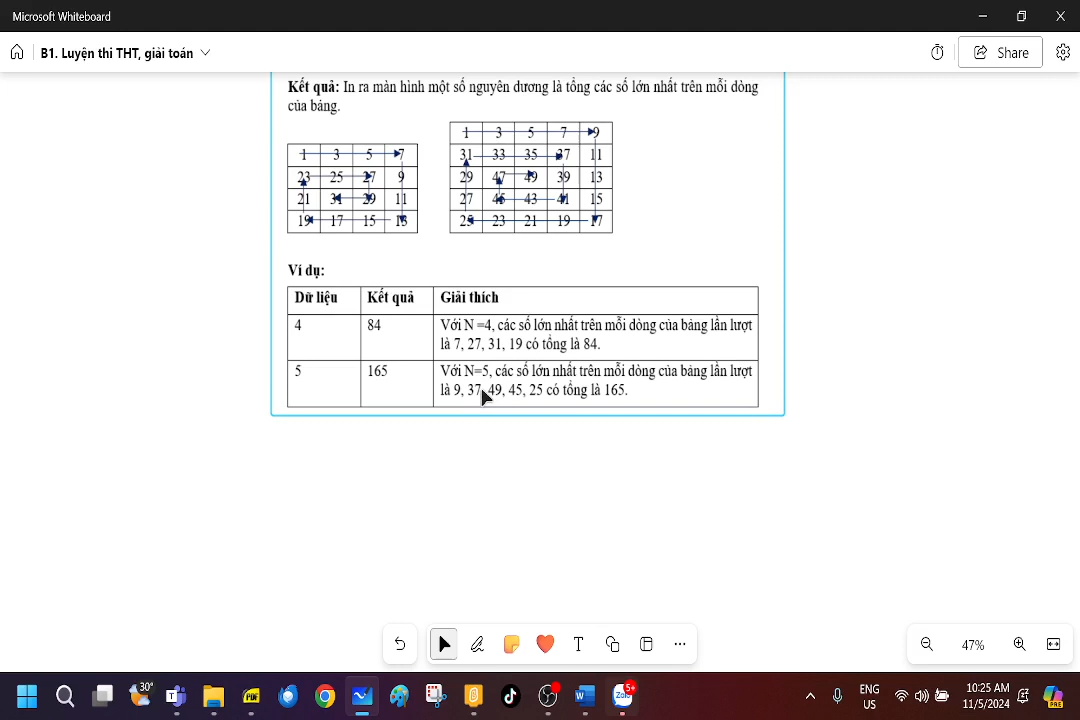 Microsoft Whiteboard
B1. Luyện thi THT, giải toán
Share
Kết quả: In ra màn hình một số nguyên dương là tổng các số lớn nhất trên mỗi dòng
của bảng.
1 3 5 7
23 25 27 9
21 31 29 11
19 17 15 13
1 3 5 7 9
31 33 35 37 11
29 47 49 39 13
27 45 43 41 15
25 23 21 19 17
Ví dụ:
Dữ liệu Kết quả Giải thích
4 84 Với N =4, các số lớn nhất trên mỗi dòng của bảng lần lượt
là 7, 27, 31, 19 có tổng là 84.
5 165 Với N=5, các số lớn nhất trên mỗi dòng của bảng lần lượt
là 9, 37, 49, 45, 25 có tổng là 165.
T
47%
30°
T
PDF
W
Zalo
5+
ENG
US
10:25 AM
11/5/2024
PRE